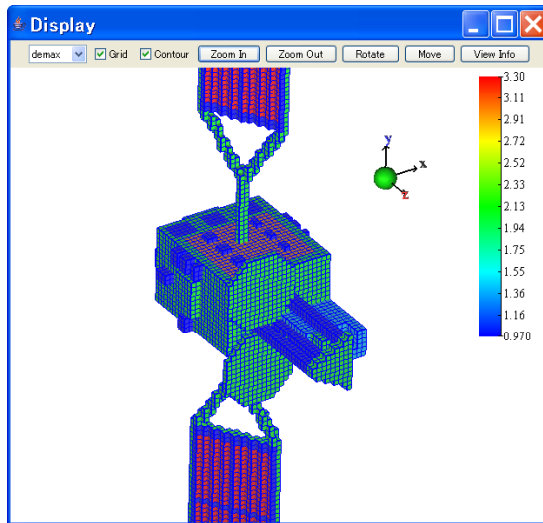 Display
demax Grid Contour Zoom In Zoom Out Rotate Move View Info
3.30
3.11
2.91
2.72
2.52
2.33
2.13
1.94
1.75
1.55
1.36
1.16
0.970
y
x
z